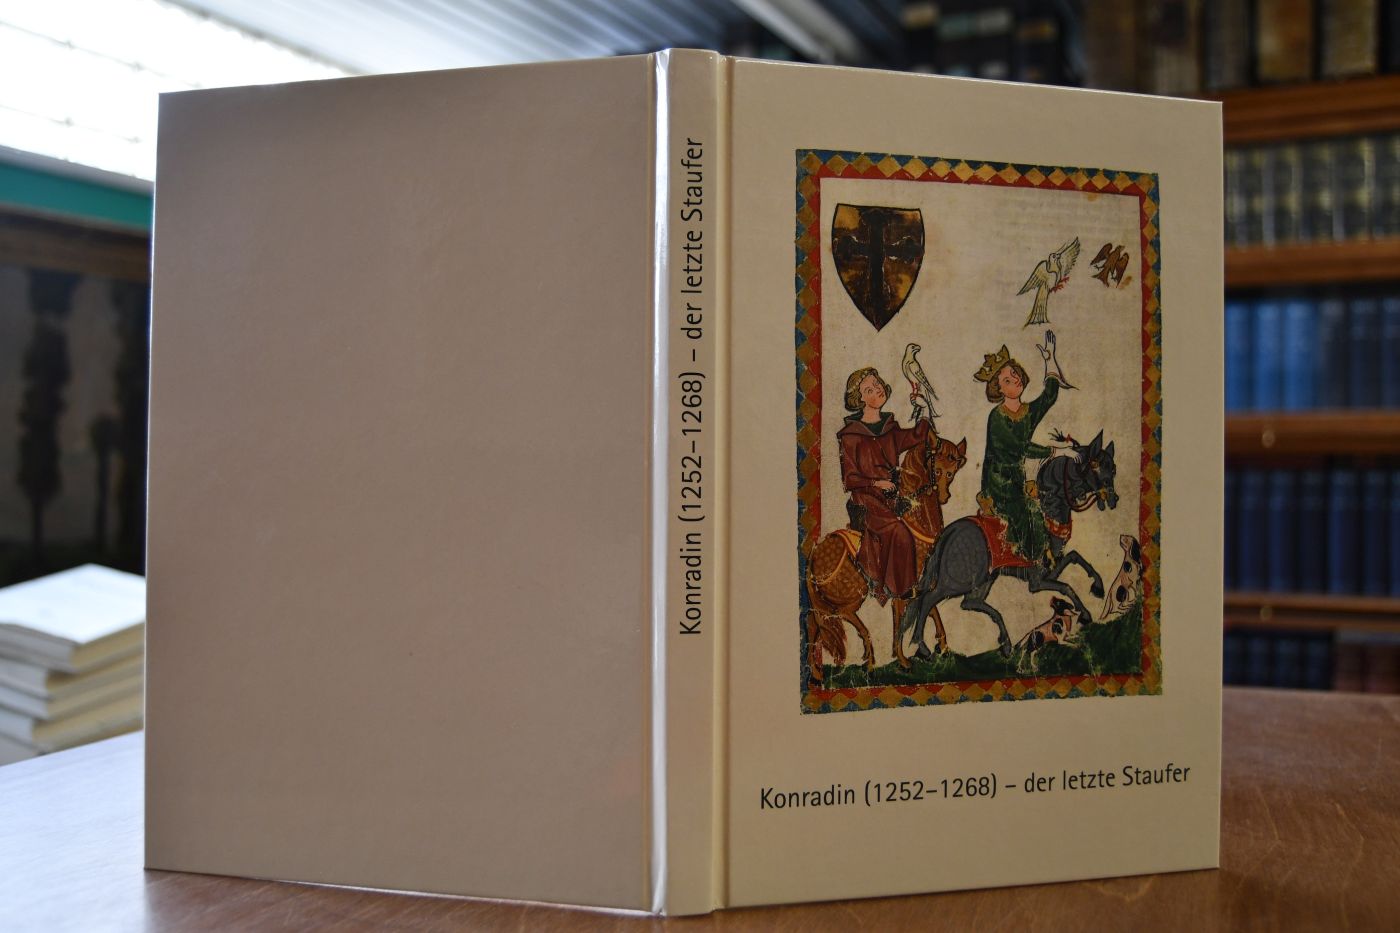 Konradin (1252–1268) – der letzte Staufer
Konradin (1252–1268) – der letzte Staufer